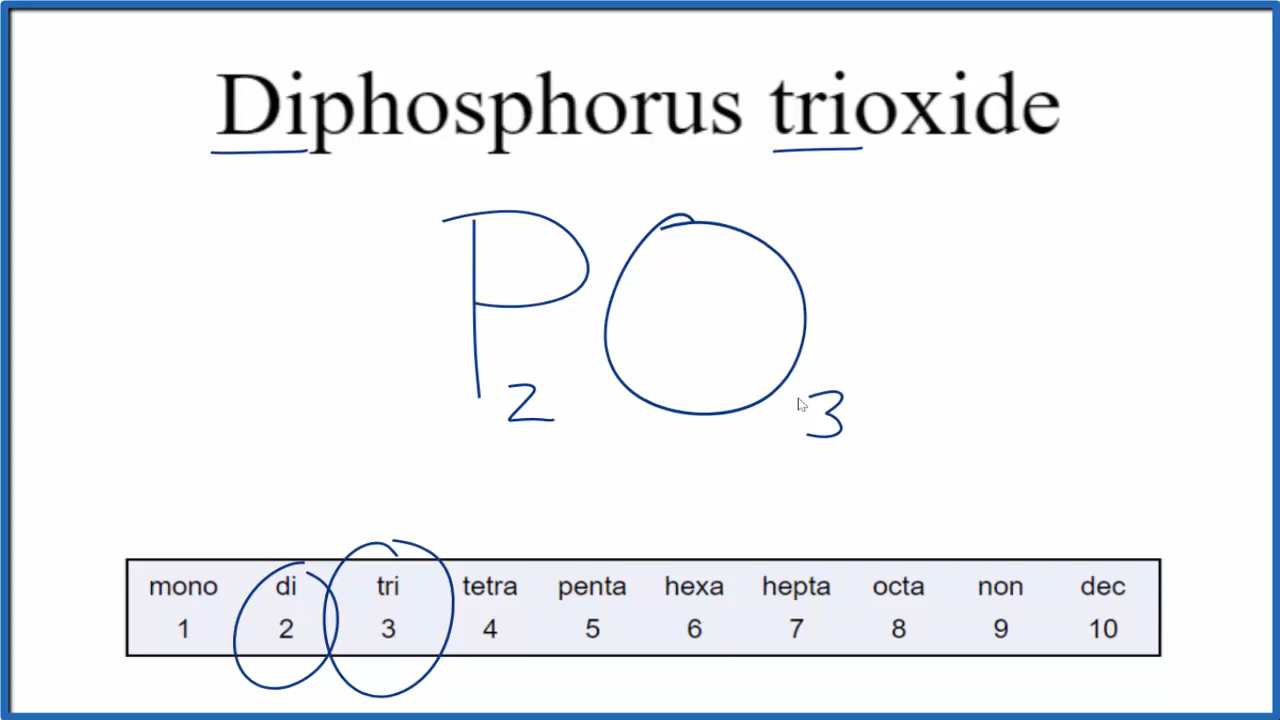 Diphosphorus trioxide
P2O3
mono di tri tetra penta hexa hepta octa non dec
1 2 3 4 5 6 7 8 9 10